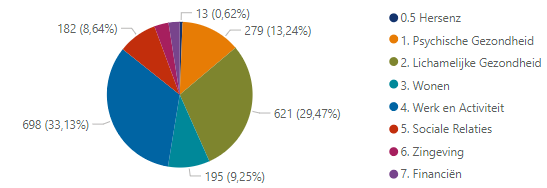 13 (0,62%)
279 (13,24%)
621 (29,47%)
195 (9,25%)
698 (33,13%)
182 (8,64%)
0.5 Hersenz
1. Psychische Gezondheid
2. Lichamelijke Gezondheid
3. Wonen
4. Werk en Activiteit
5. Sociale Relaties
6. Zingeving
7. Financiën